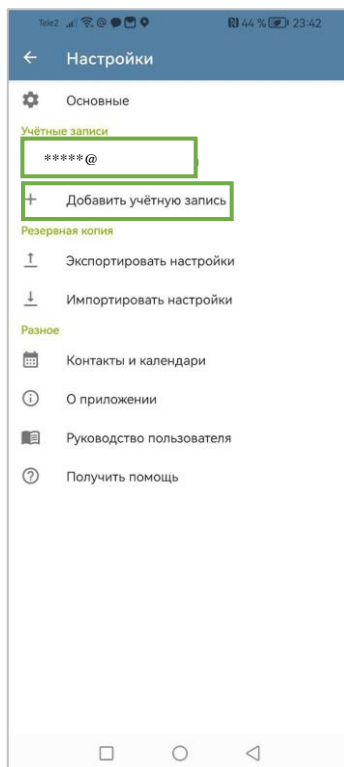 Tele2 44 % 23:42
Настройки
Основные
Учётные записи
*****@
Добавить учётную запись
Резервная копия
Экспортировать настройки
Импортировать настройки
Разное
Контакты и календари
О приложении
Руководство пользователя
Получить помощь